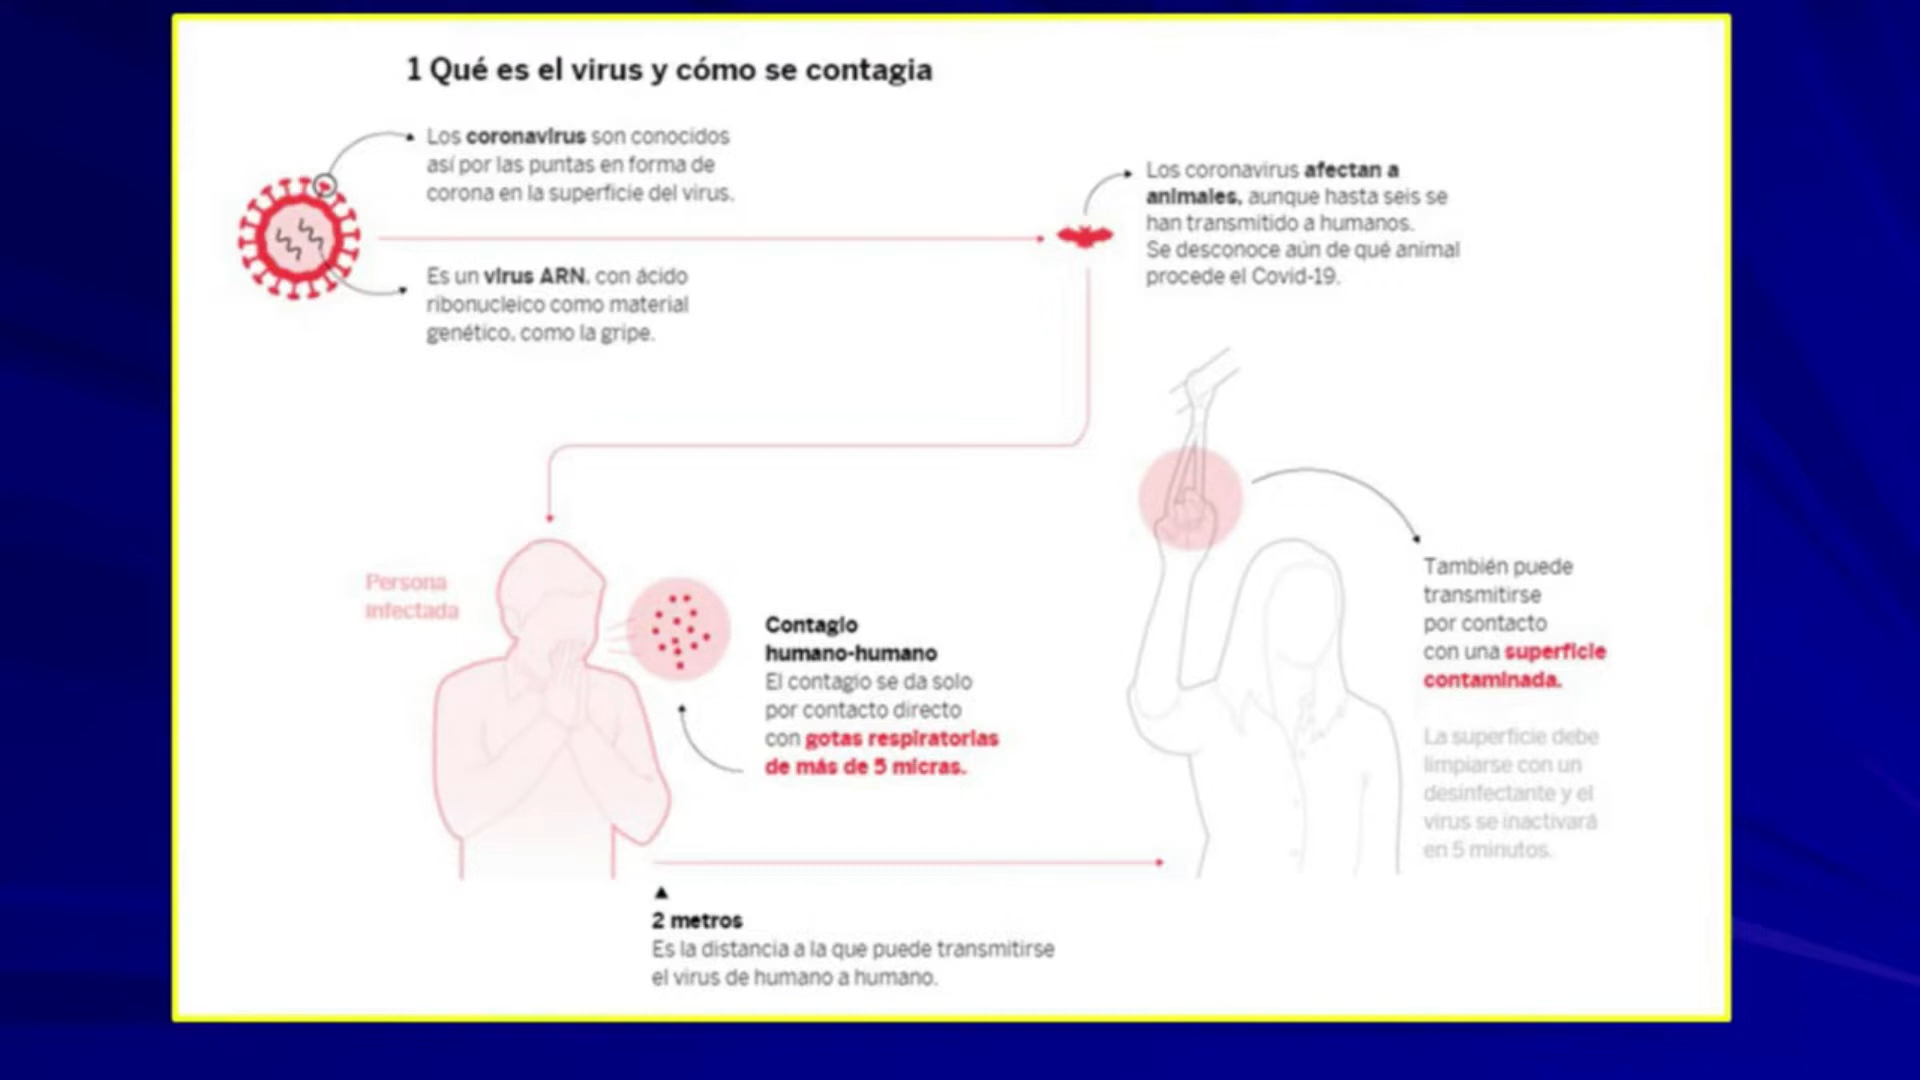 1 Qué es el virus y cómo se contagia
Los coronavirus son conocidos
así por las puntas en forma de
corona en la superficie del virus.
Es un virus ARN, con ácido
ribonucleico como material
genético, como la gripe.
Los coronavirus afectan a
animales, aunque hasta seis se
han transmitido a humanos.
Se desconoce aún de qué animal
procede el Covid-19.
Persona
infectada
Contagio
humano-humano
El contagio se da solo
por contacto directo
con gotas respiratorias
de más de 5 micras.
También puede
transmitirse
por contacto
con una superficie
contaminada.
La superficie debe
limpiarse con un
desinfectante y el
virus se inactivará
en 5 minutos.
2 metros
Es la distancia a la que puede transmitirse
el virus de humano a humano.